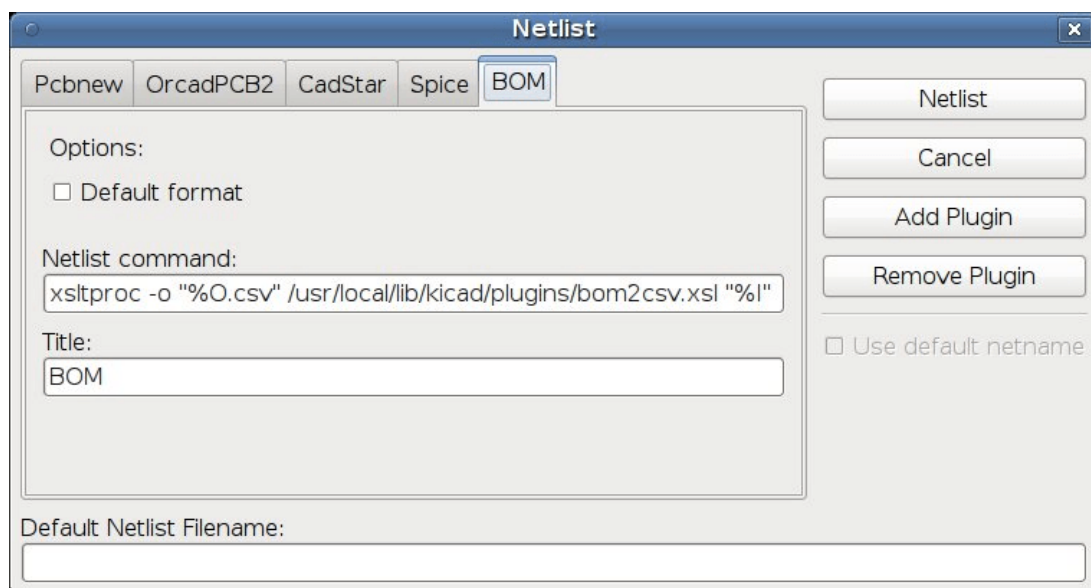 Netlist
Pcbnew OrcadPCB2 CadStar Spice BOM
Netlist
Options:
Cancel
Default format
Add Plugin
Netlist command:
xsltproc -o "%O.csv" /usr/local/lib/kicad/plugins/bom2csv.xsl "%I"
Remove Plugin
Title:
Use default netname
BOM
Default Netlist Filename: